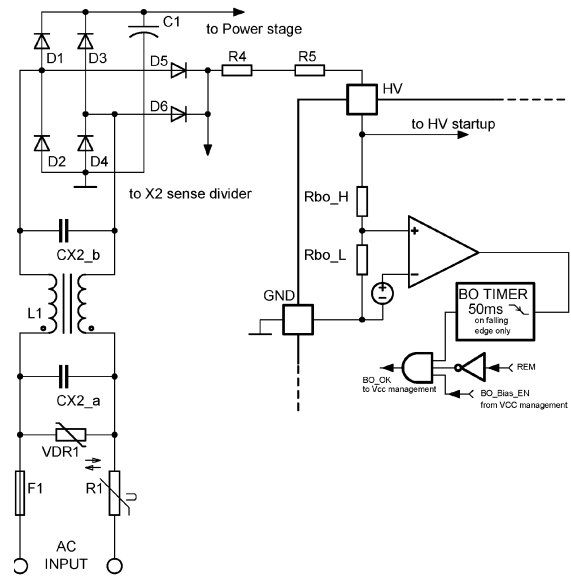 C1
to Power stage
D1
D3
D5
R4
R5
HV
D6
to HV startup
D2
D4
to X2 sense divider
Rbo_H
CX2_b
Rbo_L
+
−
GND
+
−
L1
BO TIMER
50ms
on falling
edge only
BO_OK
to Vcc management
REM
BO_Bias_EN
from VCC management
CX2_a
VDR1
F1
R1
U
AC
INPUT